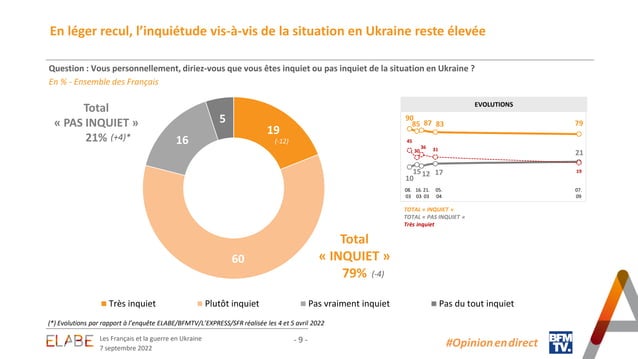 En léger recul, l’inquiétude vis-à-vis de la situation en Ukraine reste élevée
Question : Vous personnellement, diriez-vous que vous êtes inquiet ou pas inquiet de la situation en Ukraine ?
En % - Ensemble des Français
Total
« PAS INQUIET »
21% (+4)*
5
16
19
(-12)
60
Total
« INQUIET »
79% (-4)
EVOLUTIONS
90
85 87 83
79
45
30 36 31
19
10
15 12 17
21
08. 16. 21. 05. 07.
03 03 03 04 09
TOTAL « INQUIET »
TOTAL « PAS INQUIET »
Très inquiet
Très inquiet
Plutôt inquiet
Pas vraiment inquiet
Pas du tout inquiet
(*) Evolutions par rapport à l’enquête ELABE/BFMTV/L’EXPRESS/SFR réalisée les 4 et 5 avril 2022
ELABE
Les Français et la guerre en Ukraine
7 septembre 2022
- 9 -
#Opinion en direct
BFM
TV.